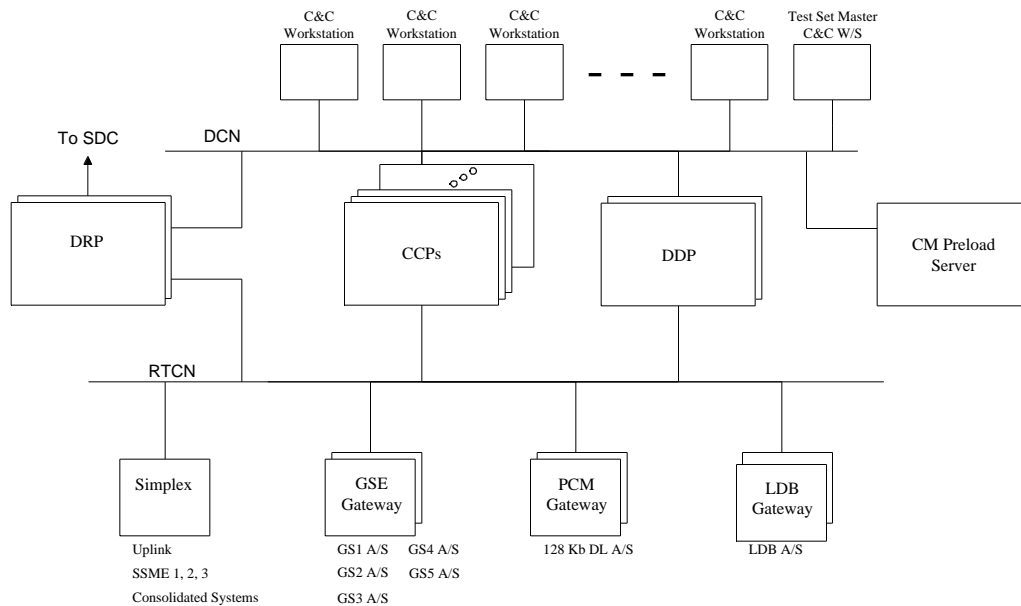 C&C
Workstation
C&C
Workstation
C&C
Workstation
C&C
Workstation
Test Set Master
C&C W/S
To SDC
DCN
DRP
CCPs
DDP
CM Preload
Server
RTCN
Simplex
GSE
Gateway
PCM
Gateway
LDB
Gateway
Uplink
SSME 1, 2, 3
Consolidated Systems
GS1 A/S
GS2 A/S
GS3 A/S
GS4 A/S
GS5 A/S
128 Kb DL A/S
LDB A/S